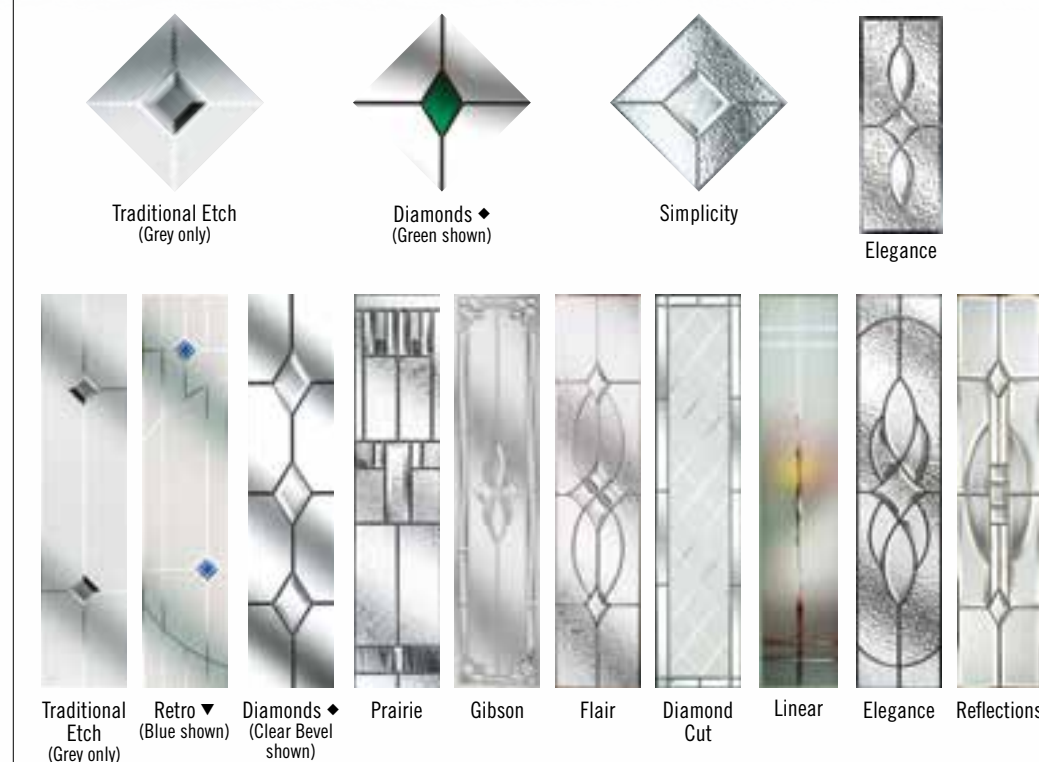 Traditional Etch
(Grey only)
Diamonds ◆
(Green shown)
Simplicity
Elegance
Traditional
Etch
(Grey only)
Retro ▼
(Blue shown)
Diamonds ◆
(Clear Bevel
shown)
Prairie
Gibson
Flair
Diamond
Cut
Linear
Elegance
Reflections